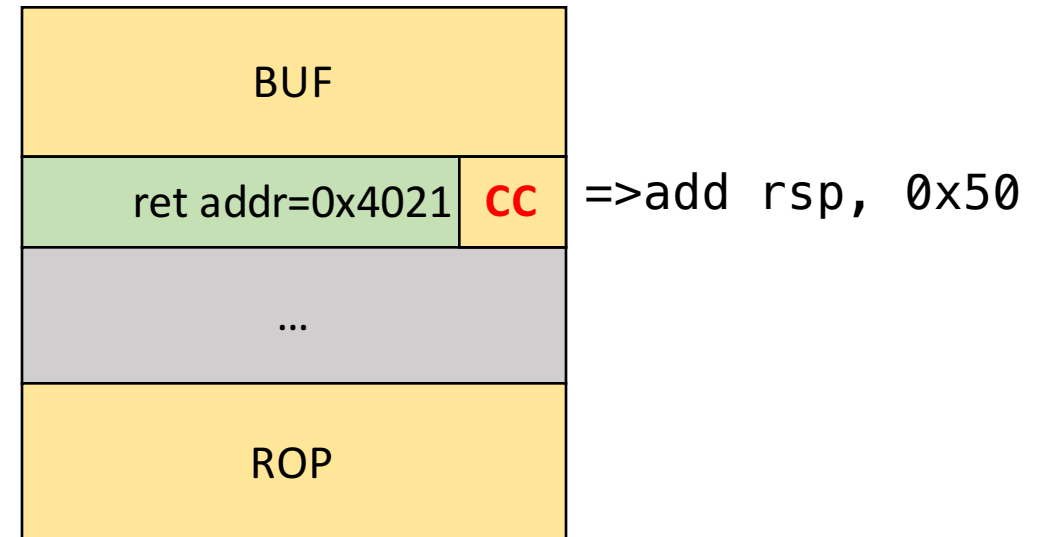 BUF
ret addr=0x4021 CC =>add rsp, 0x50
…
ROP